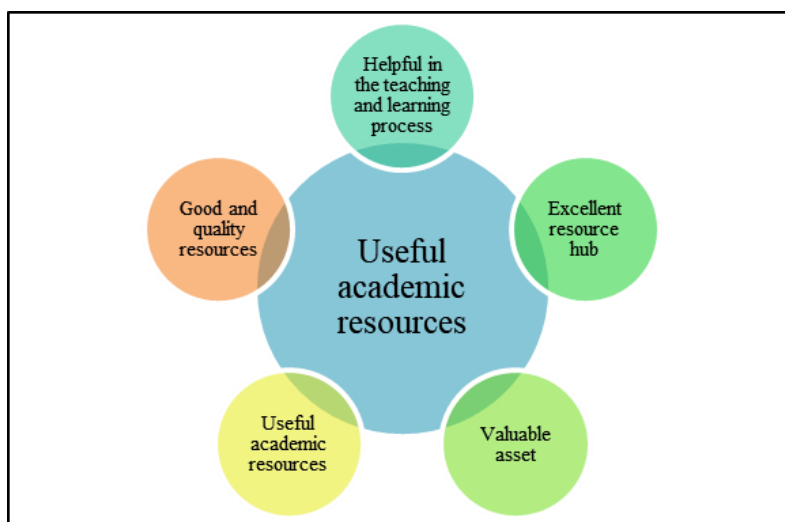 Helpful in
the teaching
and learning
process
Good and
quality
resources
Excellent
resource
hub
Useful
academic
resources
Useful
academic
resources
Valuable
asset